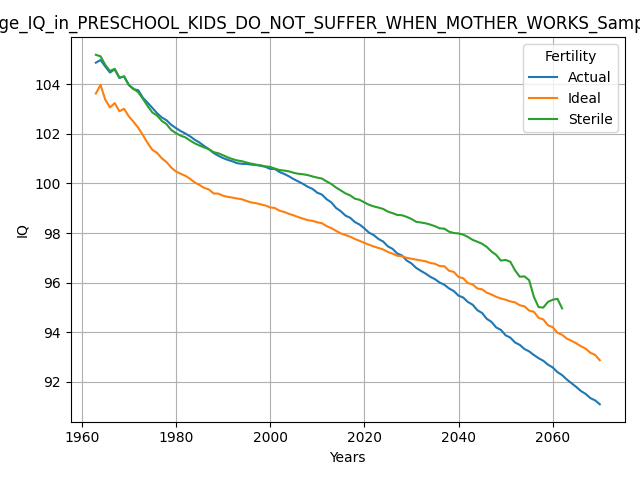 ge_IQ_in_PRESCHOOL_KIDS_DO_NOT_SUFFER_WHEN_MOTHER_WORKS_Samp
Fertility
Actual
Ideal
Sterile
IQ
104
102
100
98
96
94
92
1960 1980 2000 2020 2040 2060
Years